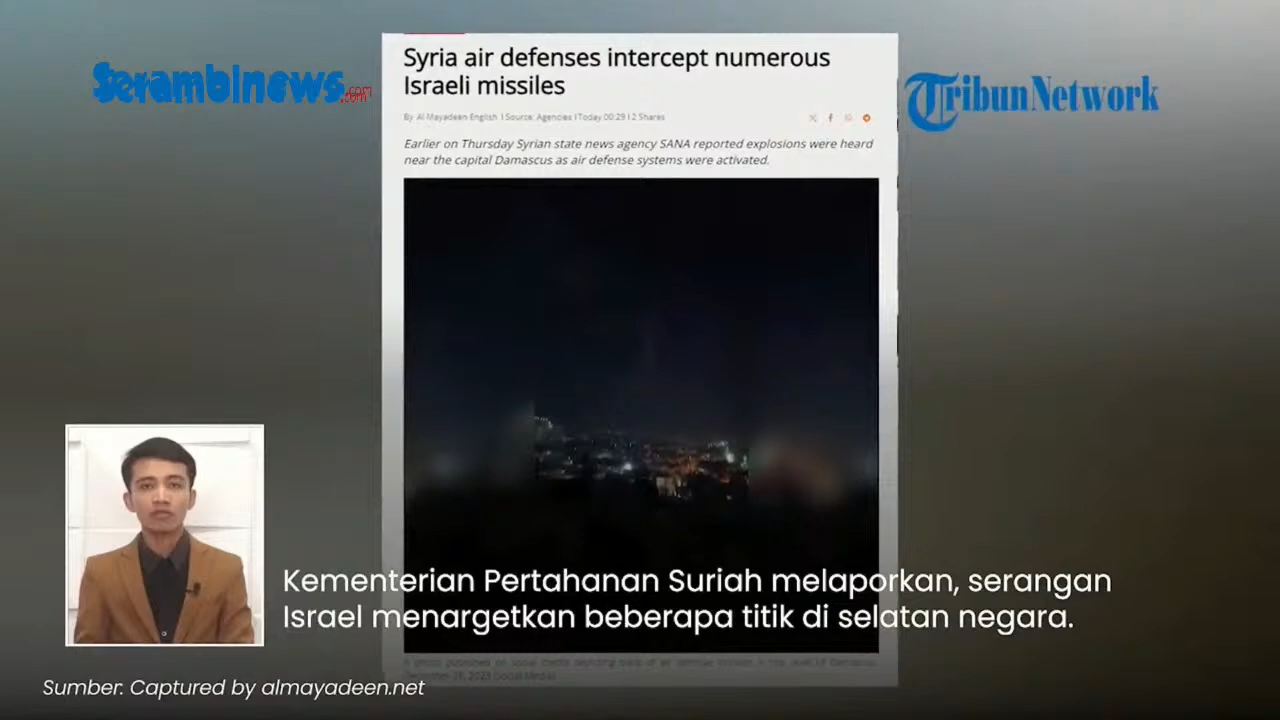 Serambinews.com
TribunNetwork
Syria air defenses intercept numerous
Israeli missiles
By Al Mayadeen English | Source: Agencies | Today 00:29 | 2 Shares
Earlier on Thursday Syrian state news agency SANA reported explosions were heard
near the capital Damascus as air defense systems were activated.
Kementerian Pertahanan Suriah melaporkan, serangan
Israel menargetkan beberapa titik di selatan negara.
Sumber: Captured by almayadeen.net